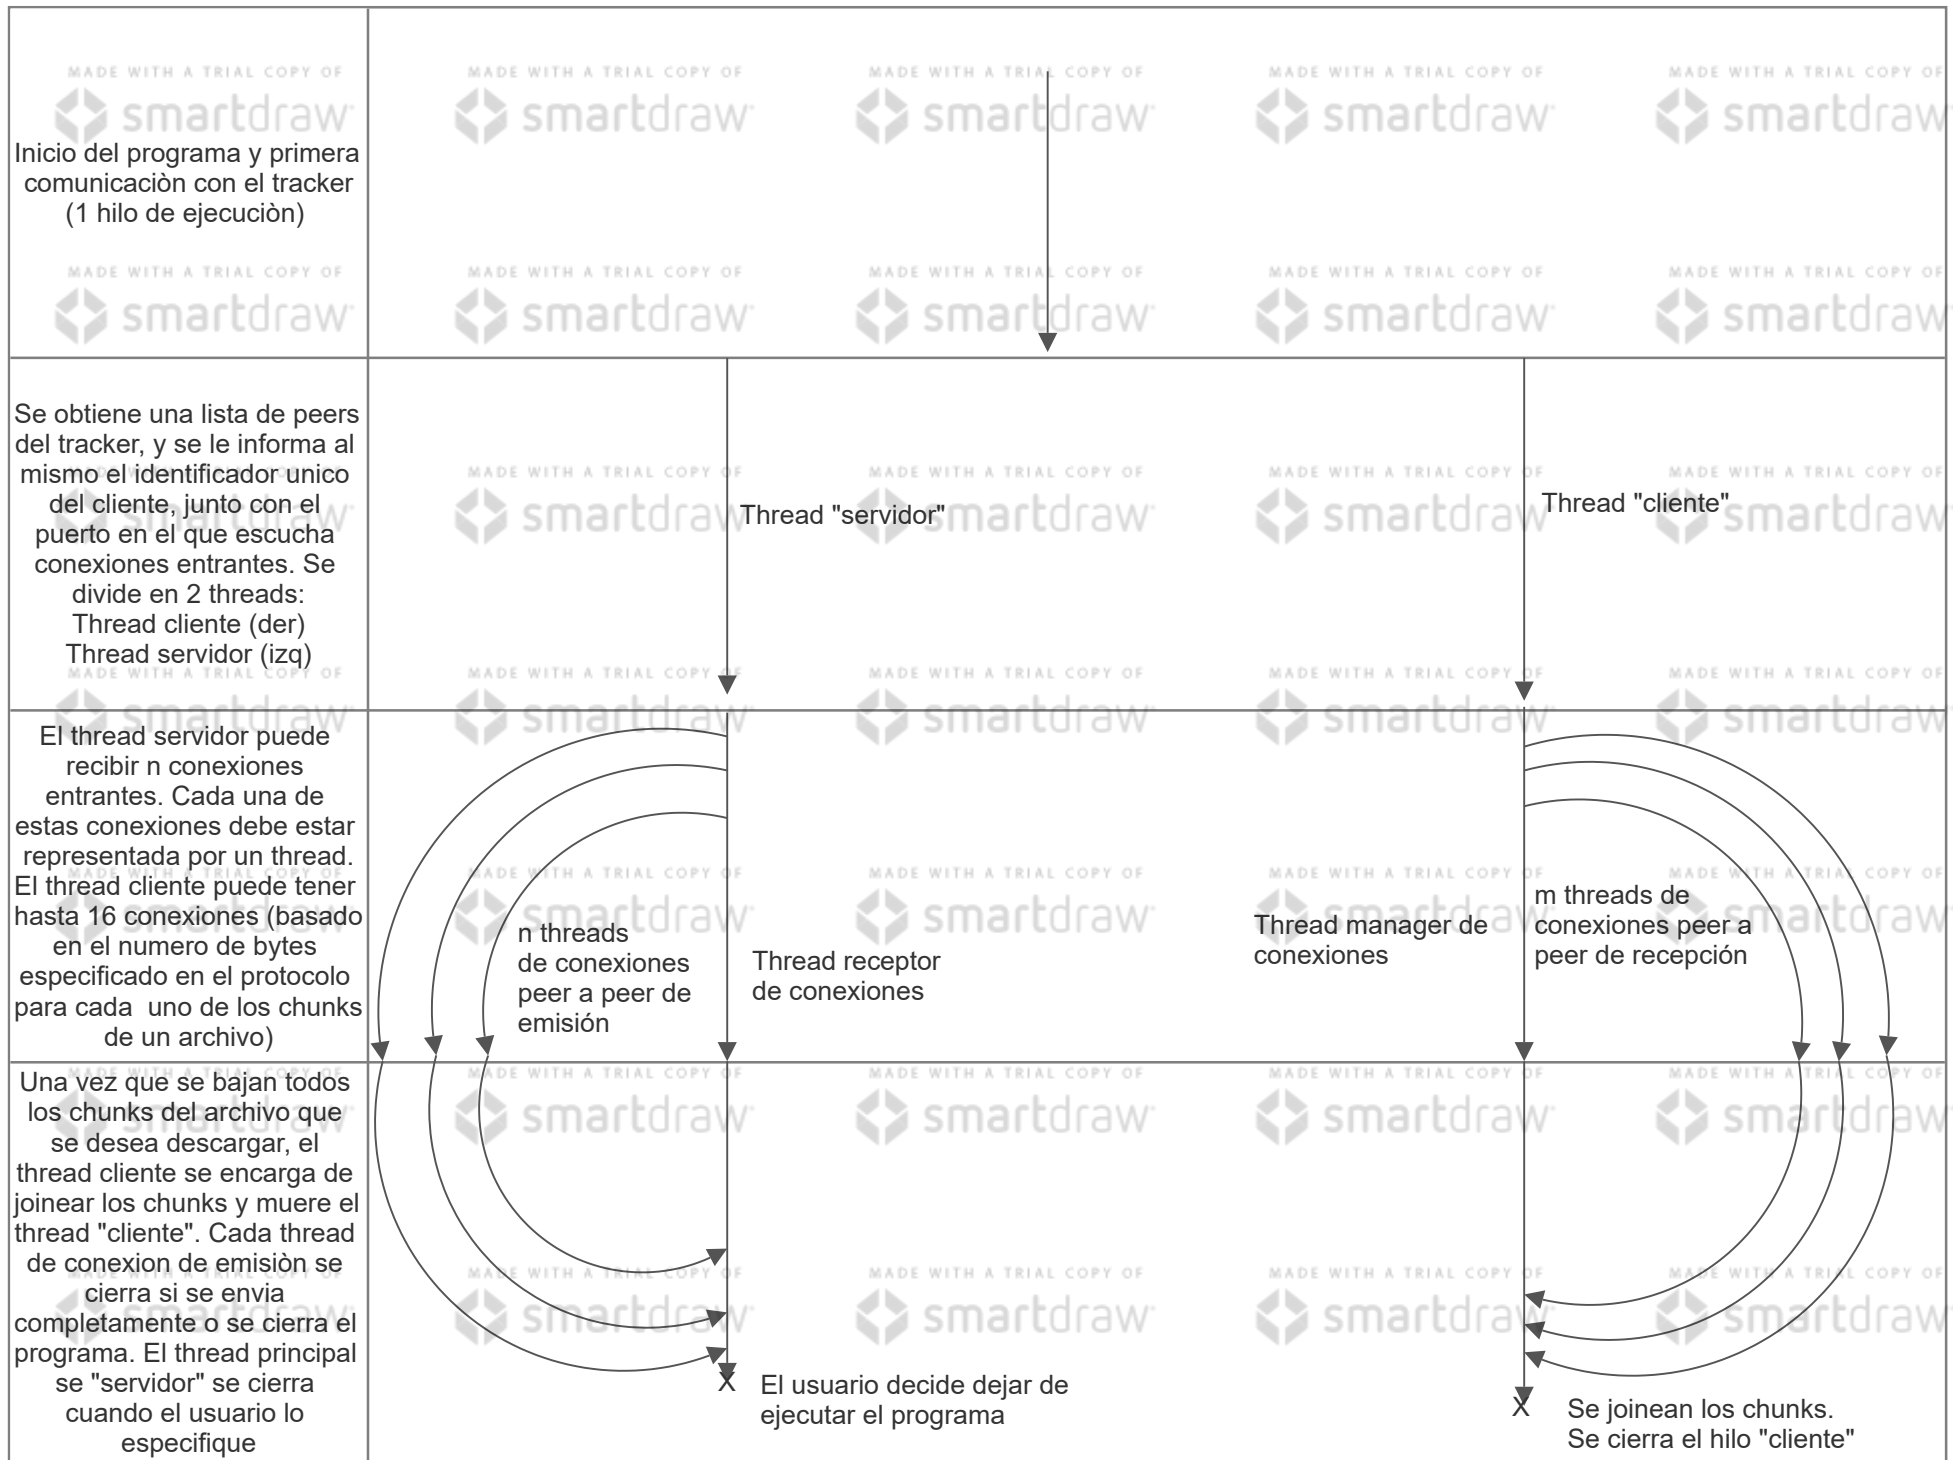 MADE WITH A TRIAL COPY OF
smartdraw
Inicio del programa y primera
comunicaciòn con el tracker
(1 hilo de ejecuciòn)
Se obtiene una lista de peers
del tracker, y se le informa al
mismo el identificador unico
del cliente, junto con el
puerto en el que escucha
conexiones entrantes. Se
divide en 2 threads:
Thread cliente (der)
Thread servidor (izq)
Thread "servidor"
Thread "cliente"
El thread servidor puede
recibir n conexiones
entrantes. Cada una de
estas conexiones debe estar
representada por un thread.
El thread cliente puede tener
hasta 16 conexiones (basado
en el numero de bytes
especificado en el protocolo
para cada  uno de los chunks
de un archivo)
n threads
de conexiones
peer a peer de
emisión
Thread receptor
de conexiones
Thread manager de
conexiones
m threads de
conexiones peer a
peer de recepción
Una vez que se bajan todos
los chunks del archivo que
se desea descargar, el
thread cliente se encarga de
joinear los chunks y muere el
thread "cliente". Cada thread
de conexion de emisiòn se
cierra si se envia
completamente o se cierra el
programa. El thread principal
se "servidor" se cierra
cuando el usuario lo
especifique
X
El usuario decide dejar de
ejecutar el programa
X
Se joinean los chunks.
Se cierra el hilo "cliente"